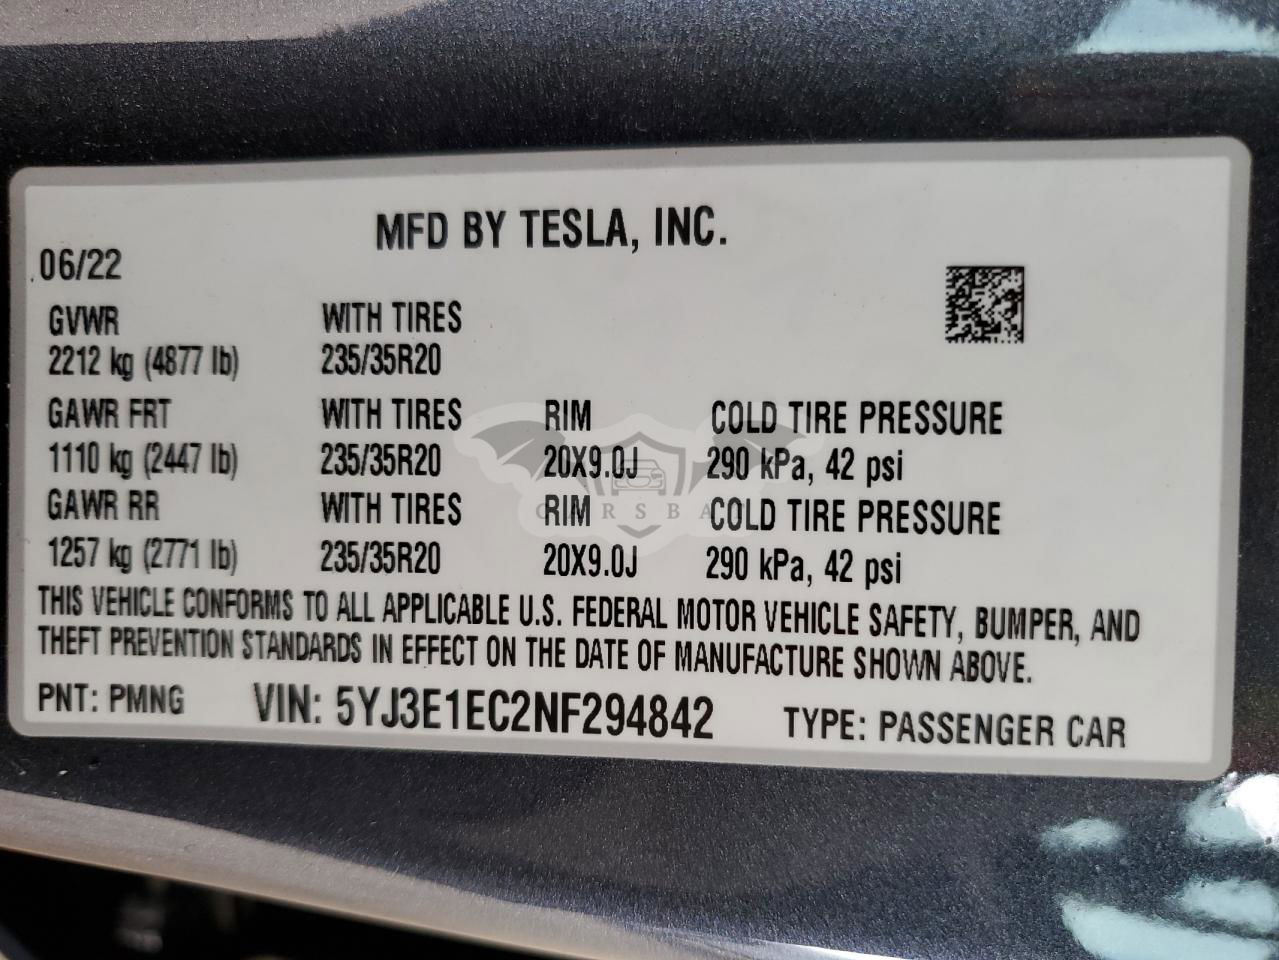 MFD BY TESLA, INC.
06/22
GVWR WITH TIRES
2212 kg (4877 lb) 235/35R20
GAWR FRT WITH TIRES RIM COLD TIRE PRESSURE
1110 kg (2447 lb) 235/35R20 20X9.0J 290 kPa, 42 psi
GAWR RR WITH TIRES RIM COLD TIRE PRESSURE
1257 kg (2771 lb) 235/35R20 20X9.0J 290 kPa, 42 psi
THIS VEHICLE CONFORMS TO ALL APPLICABLE U.S. FEDERAL MOTOR VEHICLE SAFETY, BUMPER, AND
THEFT PREVENTION STANDARDS IN EFFECT ON THE DATE OF MANUFACTURE SHOWN ABOVE.
PNT: PMNG VIN: 5YJ3E1EC2NF294842 TYPE: PASSENGER CAR